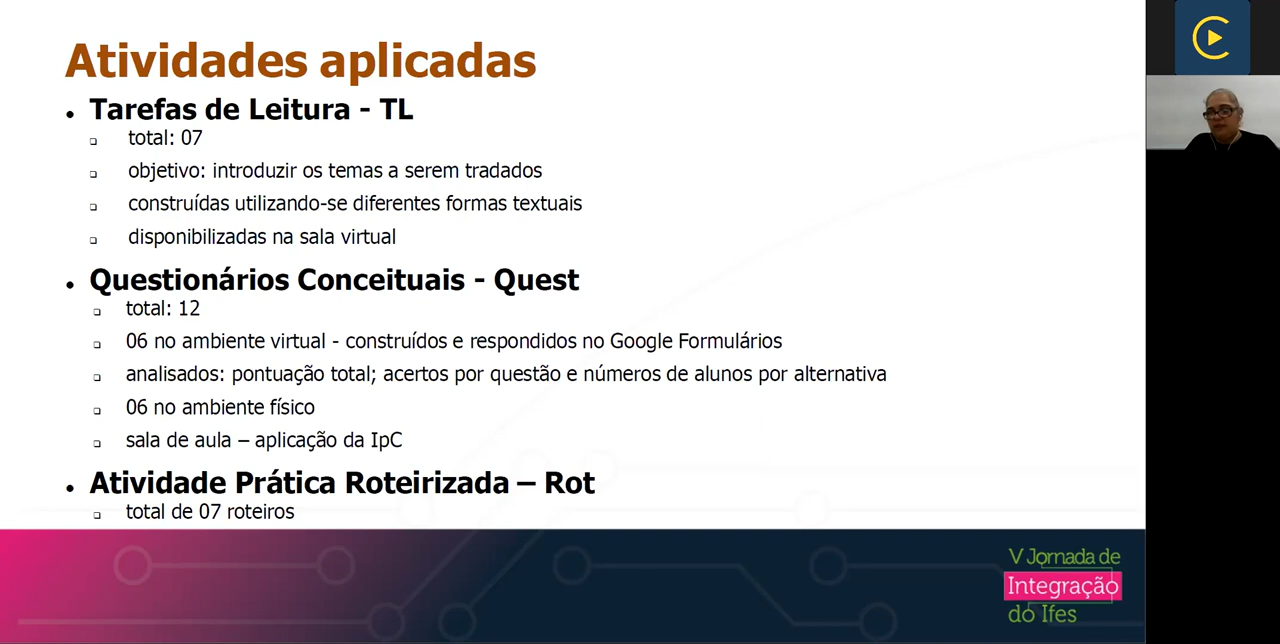 Atividades aplicadas
• Tarefas de Leitura - TL
total: 07
objetivo: introduzir os temas a serem tradados
construídas utilizando-se diferentes formas textuais
disponibilizadas na sala virtual
• Questionários Conceituais - Quest
total: 12
06 no ambiente virtual - construídos e respondidos no Google Formulários
analisados: pontuação total; acertos por questão e números de alunos por alternativa
06 no ambiente físico
sala de aula – aplicação da IpC
• Atividade Prática Roteirizada – Rot
total de 07 roteiros
V Jornada de
Integração
do Ifes